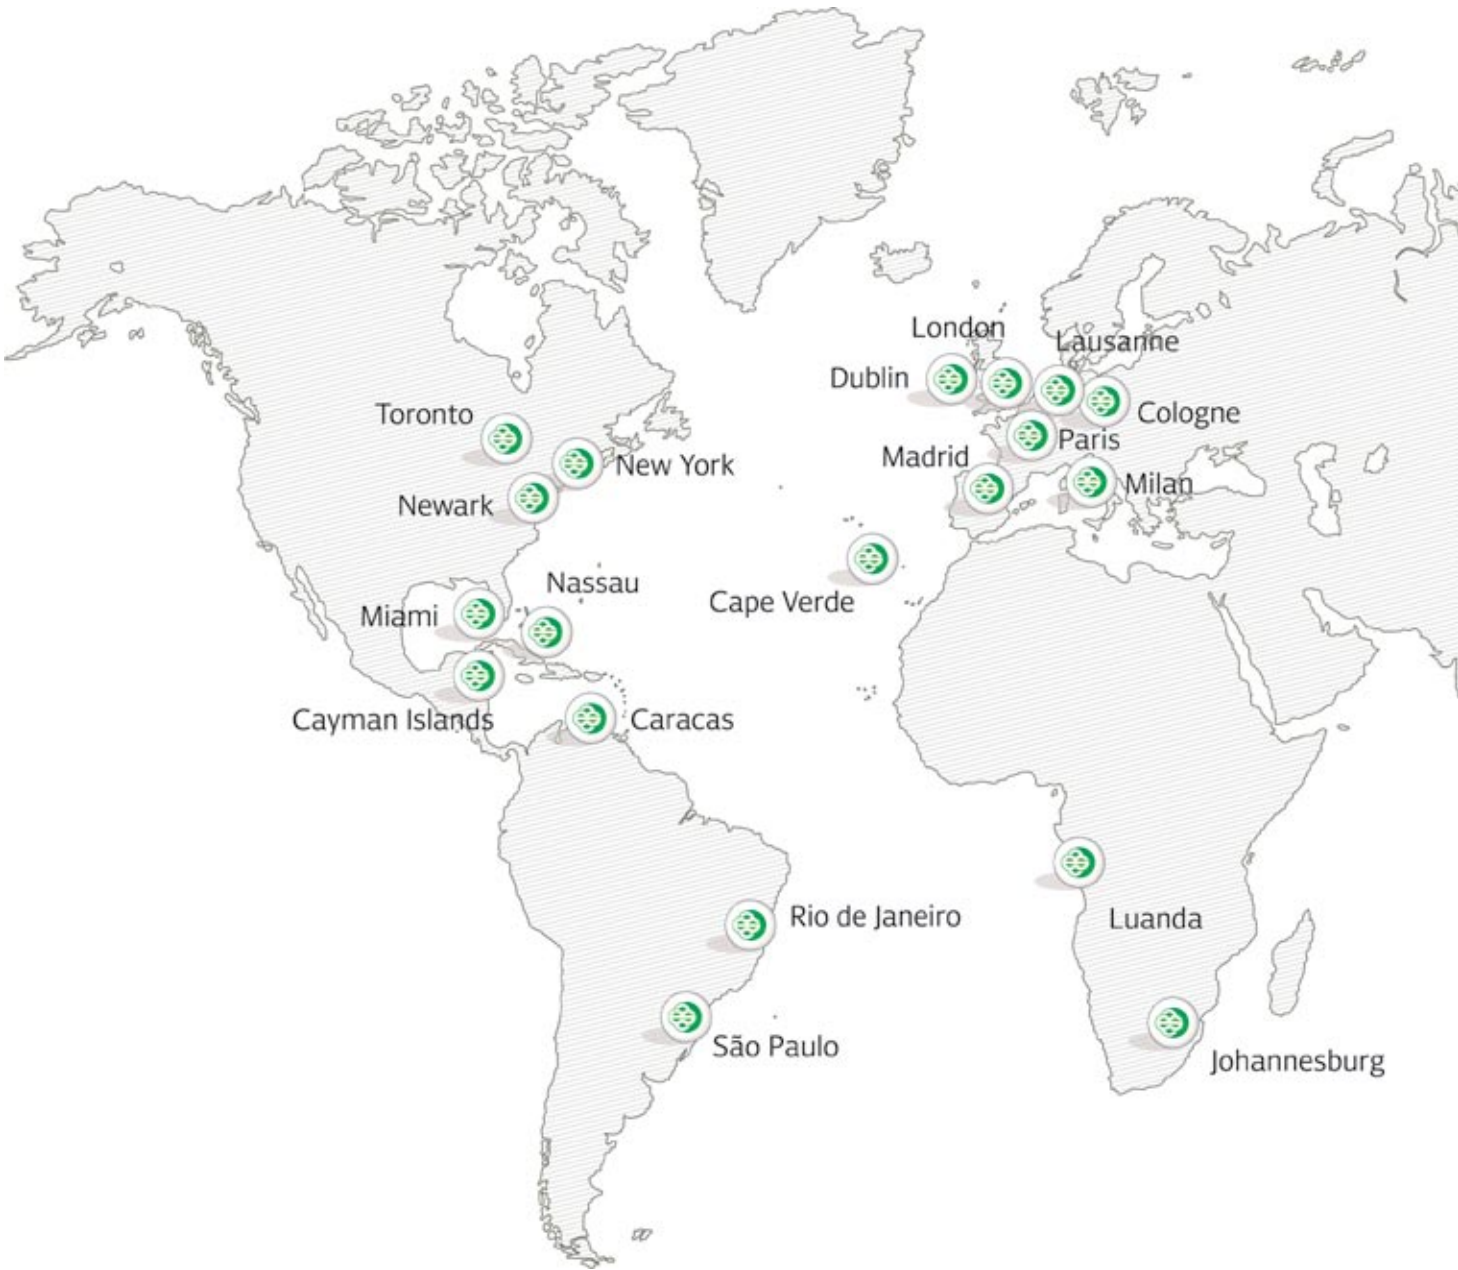 London
Lausanne
Dublin
Toronto
Cologne
Paris
New York
Madrid
Milan
Newark
Nassau
Cape Verde
Miami
Cayman Islands
Caracas
Rio de Janeiro
Luanda
São Paulo
Johannesburg